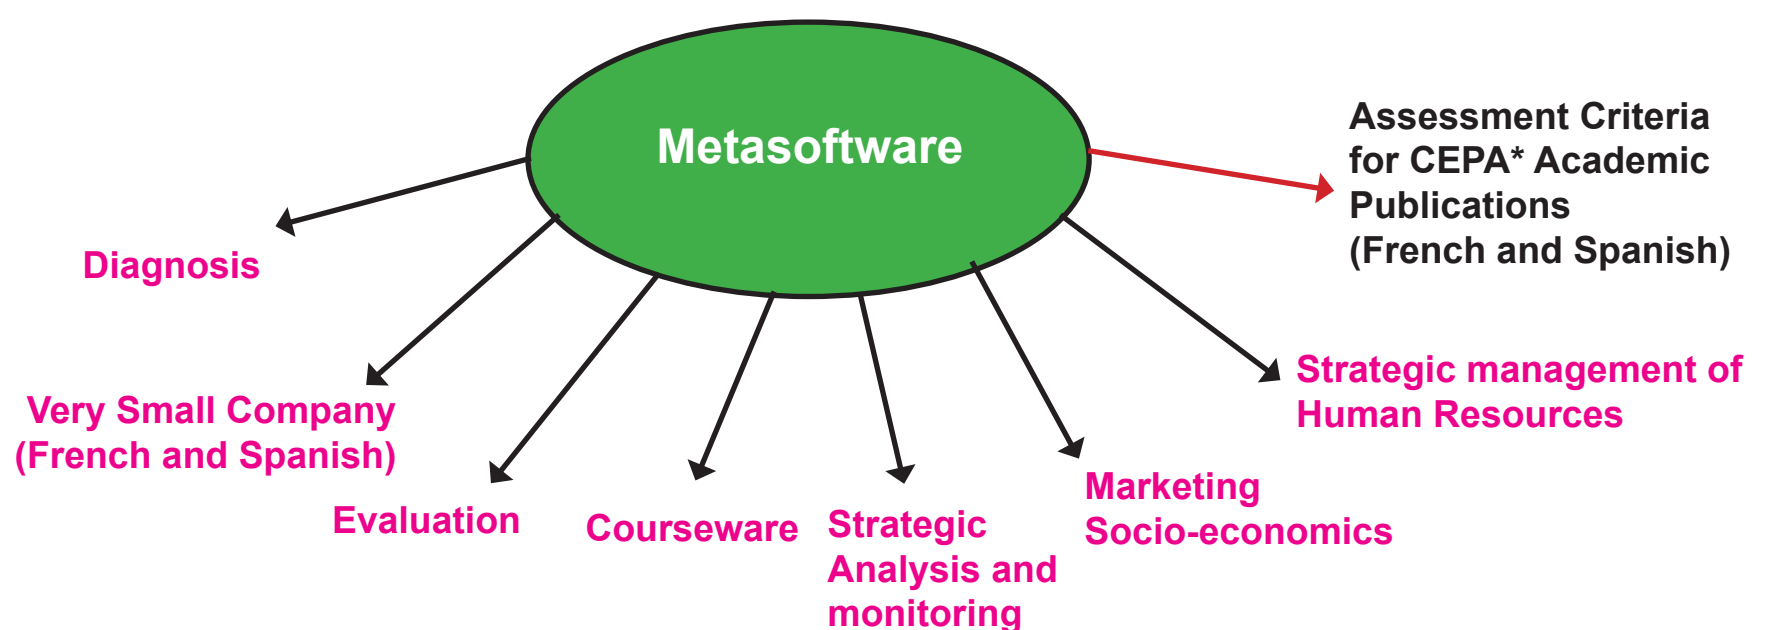 Metasoftware
Assessment Criteria
for CEPA* Academic
Publications
(French and Spanish)
Diagnosis
Strategic management of
Human Resources
Very Small Company
(French and Spanish)
Evaluation
Courseware
Strategic
Analysis and
monitoring
Marketing
Socio-economics